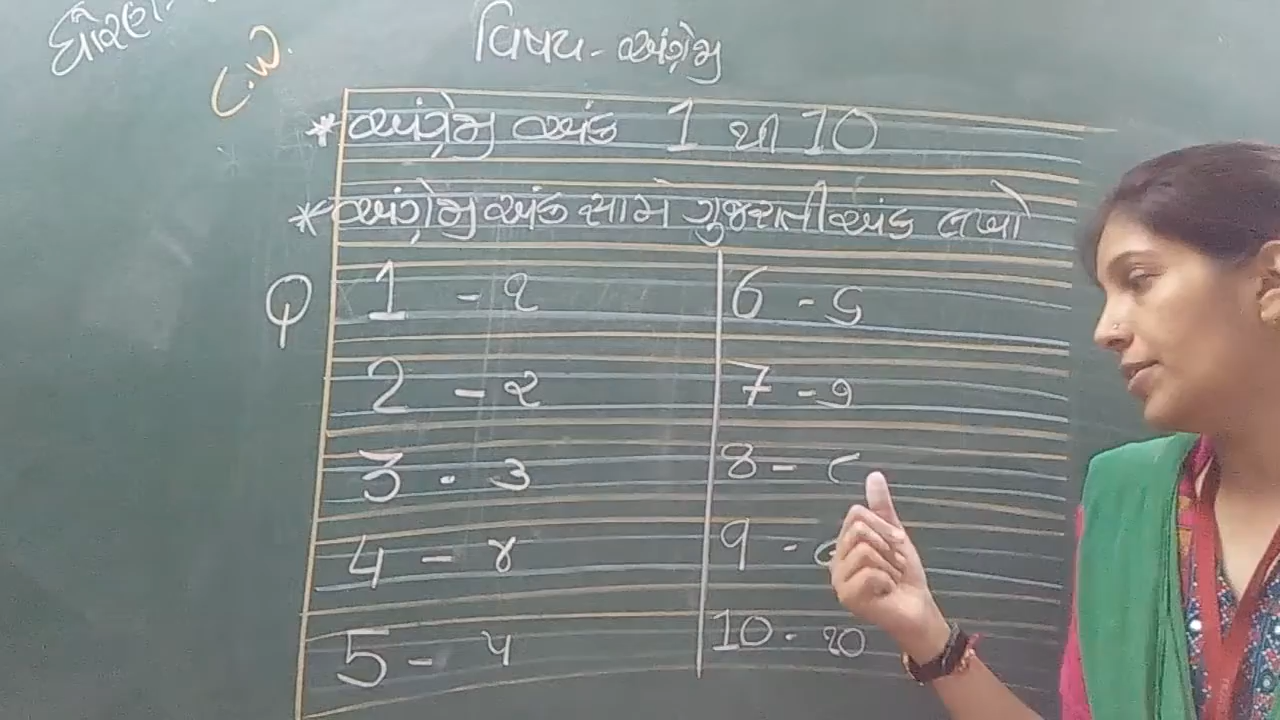 ધોરણ-
વિષય - અંગ્રેજી
C.W.
* અંગ્રેજી અંક 1 થી 10
* અંગ્રેજી અંક સામે ગુજરાતી અંક લખો
Q 1 - ૧ 6 - ૬
2 - ૨ 7 - ૭
3 - ૩ 8 - ૮
4 - ૪ 9 -
5 - ૫ 10 - ૧૦